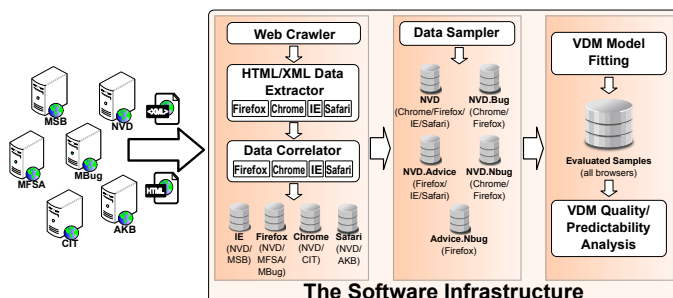 MSB
NVD
XML
MFSA
MBug
HTML
CIT
AKB
Web Crawler
HTML/XML Data
Extractor
Firefox Chrome IE Safari
Data Correlator
Firefox Chrome IE Safari
IE
(NVD/
MSB)
Firefox
(NVD/
MFSA/
MBug)
Chrome
(NVD/
CIT)
Safari
(NVD/
AKB)
Data Sampler
NVD
(Chrome/Firefox/
IE/Safari)
NVD.Bug
(Chrome/
Firefox)
NVD.Advice
(Firefox/
IE/Safari)
NVD.Nbug
(Chrome/
Firefox)
Advice.Nbug
(Firefox)
VDM Model
Fitting
Evaluated Samples
(all browsers)
VDM Quality/
Predictability
Analysis
The Software Infrastructure